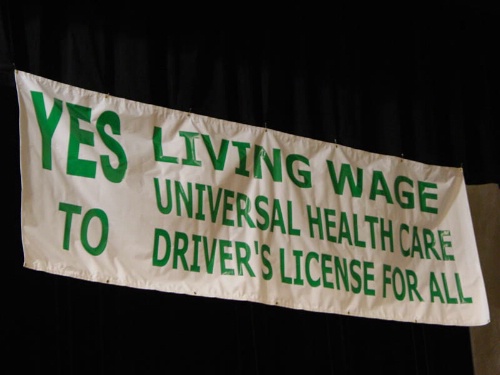 YES TO
LIVING WAGE
UNIVERSAL HEALTH CARE
DRIVER'S LICENSE FOR ALL